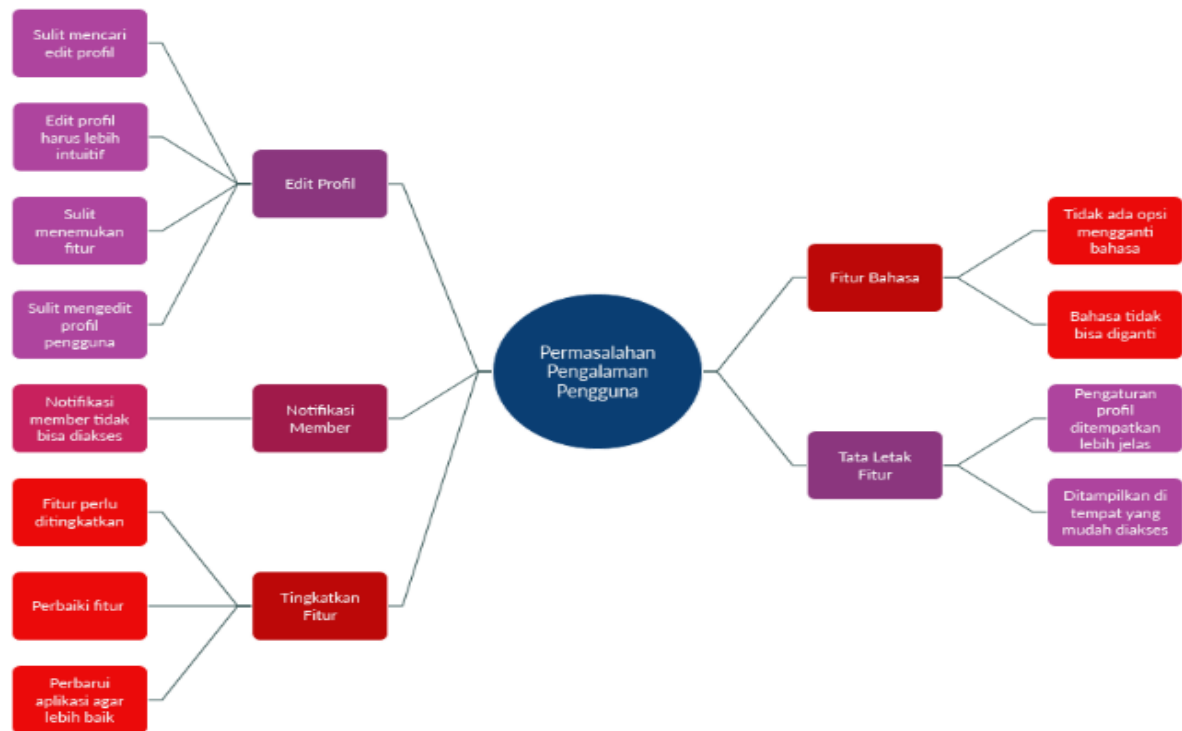 Sulit mencari
edit profil
Edit profil
harus lebih
intuitif
Sulit
menemukan
fitur
Sulit mengedit
profil
pengguna
Edit Profil
Notifikasi
member tidak
bisa diakses
Notifikasi
Member
Fitur perlu
ditingkatkan
Perbaiki fitur
Perbarui
aplikasi agar
lebih baik
Tingkatkan
Fitur
Permasalahan
Pengalaman
Pengguna
Fitur Bahasa
Tidak ada opsi
mengganti
bahasa
Bahasa tidak
bisa diganti
Tata Letak
Fitur
Pengaturan
profil
ditempatkan
lebih jelas
Ditampilkan di
tempat yang
mudah diakses